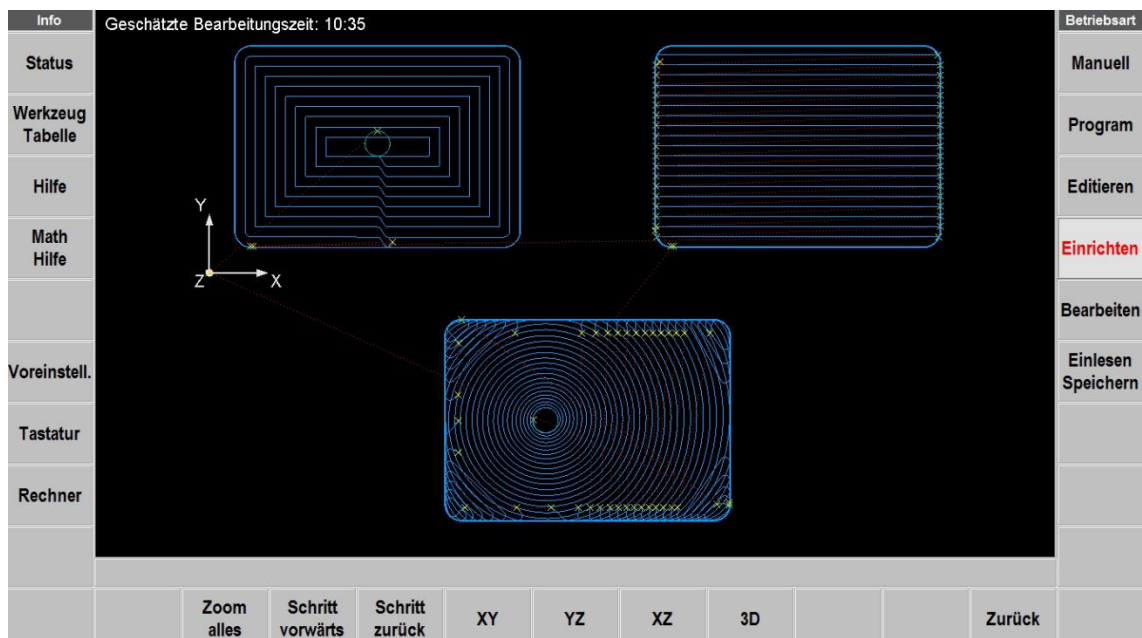 Info
Geschätzte Bearbeitungszeit: 10:35
Betriebsart
Status
Werkzeug
Tabelle
Hilfe
Math
Hilfe
Voreinstell.
Tastatur
Rechner
Y
Z
X
Manuell
Program
Editieren
Einrichten
Bearbeiten
Einlesen
Speichern
Zoom
alles
Schritt
vorwärts
Schritt
zurück
XY
YZ
XZ
3D
Zurück